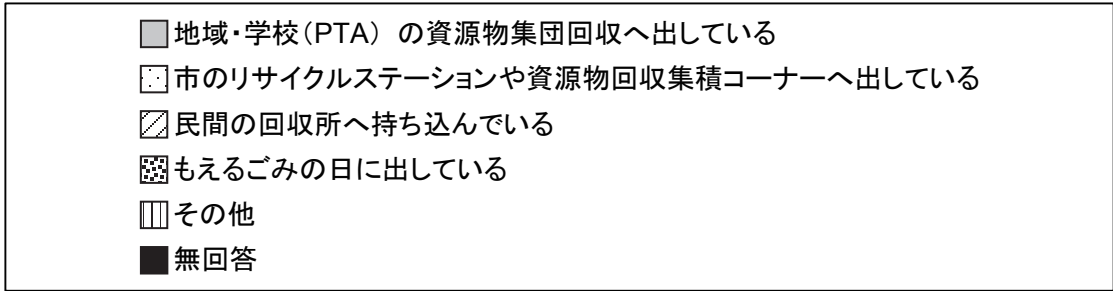 地域・学校(PTA) の資源物集団回収へ出している
市のリサイクルステーションや資源物回収集積コーナーへ出している
民間の回収所へ持ち込んでいる
もえるごみの日に出している
その他
無回答